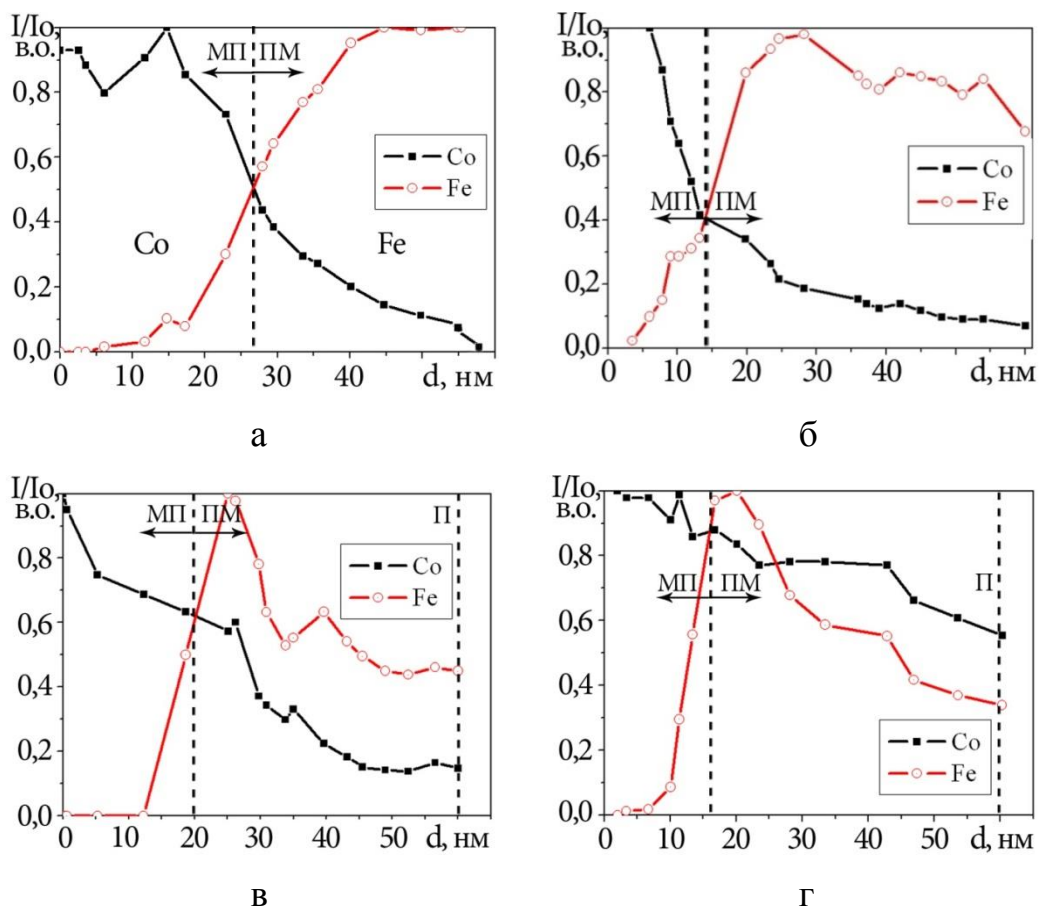 I/Io,
в.о.
МП ПМ
Co
Fe
Co
Fe
0,8
0,6
0,4
0,2
0,0
0 10 20 30 40 d, нм
а
I/Io,
в.о.
Co
Fe
МП ПМ
0,8
0,6
0,4
0,2
0,0
0 10 20 30 40 50 d, нм
б
I/Io,
в.о.
МП ПМ
П
Co
Fe
0,8
0,6
0,4
0,2
0,0
0 10 20 30 40 50 d, нм
в
I/Io,
в.о.
МП ПМ
П
Co
Fe
0,8
0,6
0,4
0,2
0,0
0 10 20 30 40 50 d, нм
г